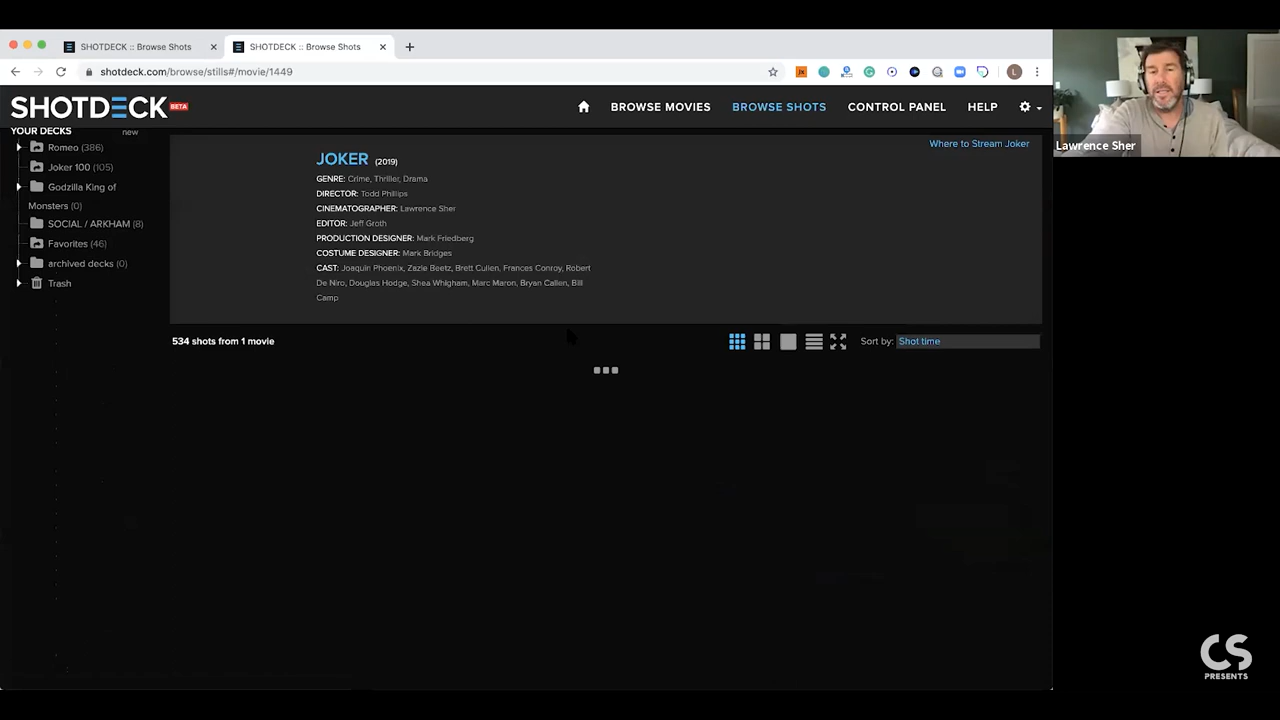 SHOTDECK :: Browse Shots
SHOTDECK :: Browse Shots
shotdeck.com/browse/stills#/movie/1449
L
Lawrence Sher
SHOTDECK BETA
BROWSE MOVIES
BROWSE SHOTS
CONTROL PANEL
HELP
YOUR DECKS
new
Romeo (386)
Joker 100 (105)
Godzilla King of
Monsters (0)
SOCIAL / ARKHAM (8)
Favorites (46)
archived decks (0)
Trash
Where to Stream Joker
JOKER (2019)
GENRE: Crime, Thriller, Drama
DIRECTOR: Todd Phillips
CINEMATOGRAPHER: Lawrence Sher
EDITOR: Jeff Groth
PRODUCTION DESIGNER: Mark Friedberg
COSTUME DESIGNER: Mark Bridges
CAST: Joaquin Phoenix, Zazie Beetz, Brett Cullen, Frances Conroy, Robert
De Niro, Douglas Hodge, Shea Whigham, Marc Maron, Bryan Callen, Bill
Camp
534 shots from 1 movie
Sort by: Shot time
CS
PRESENTS